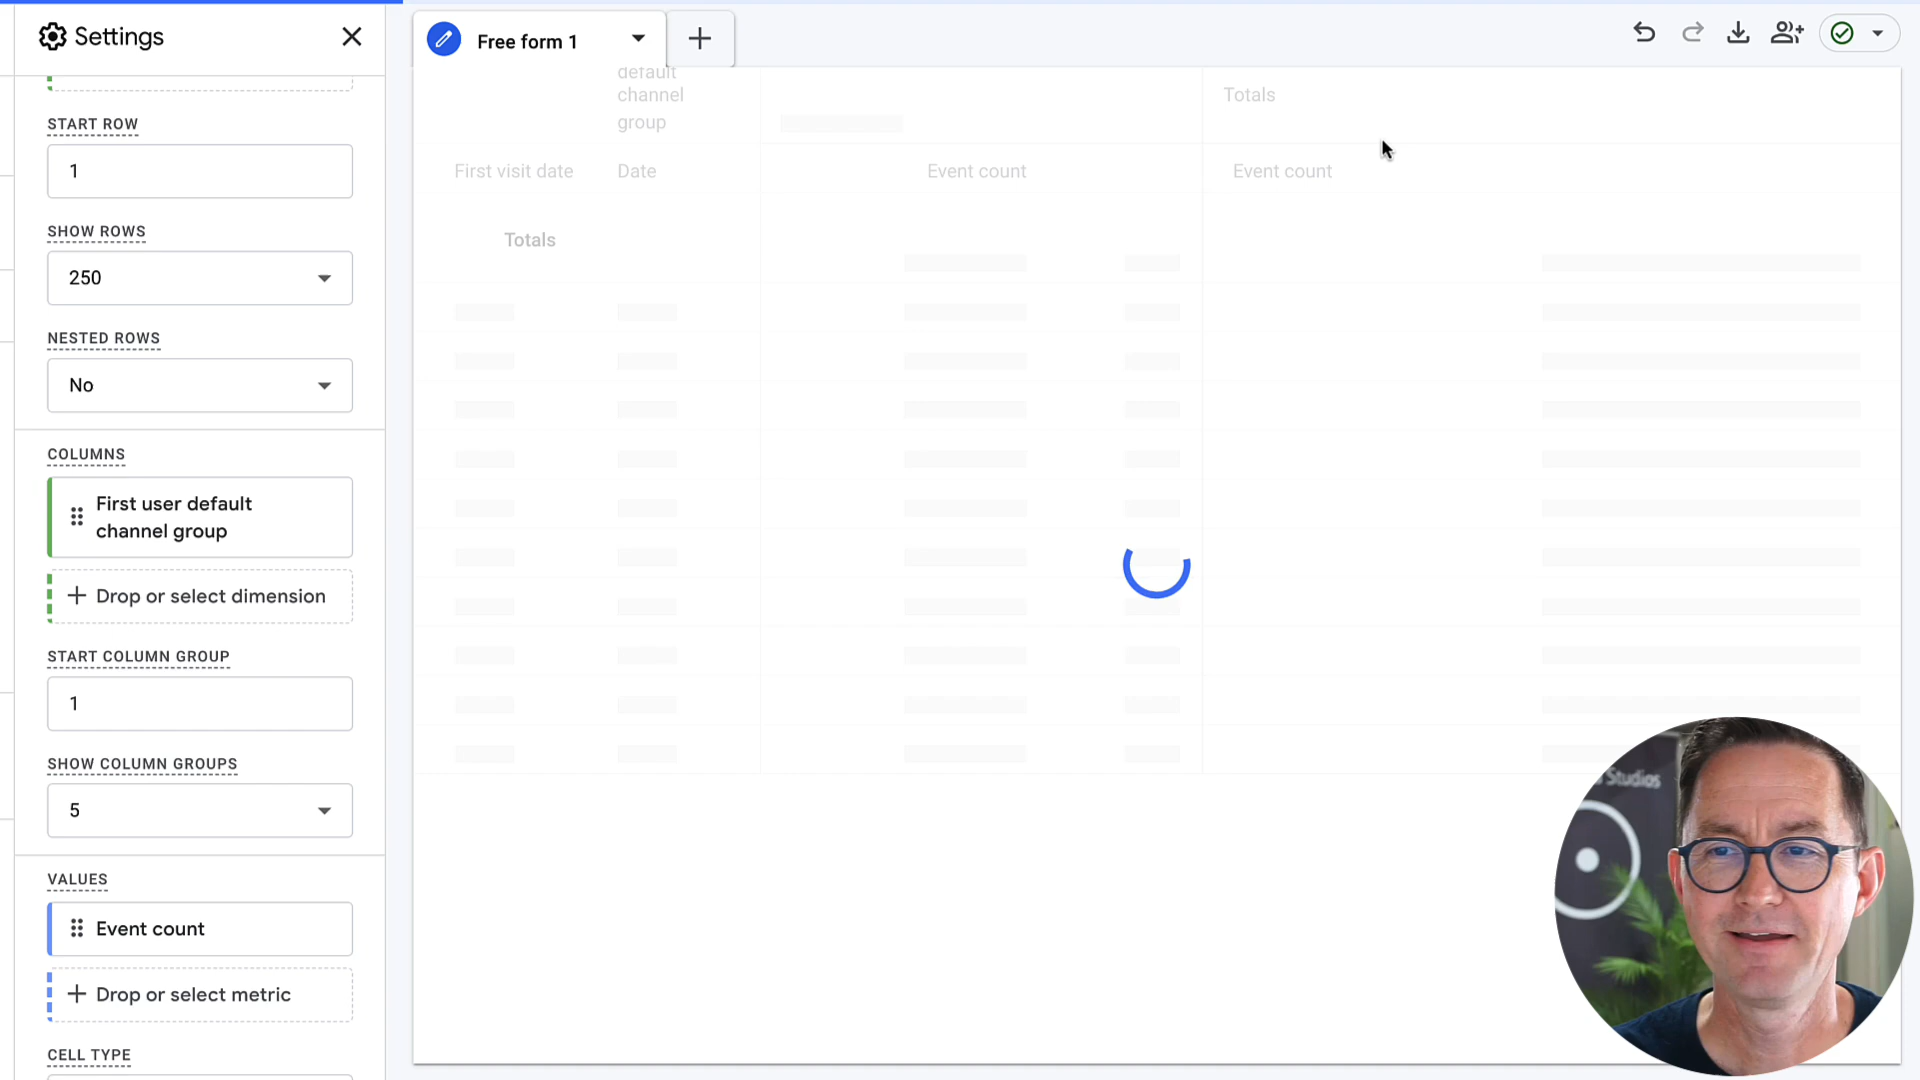 Settings
START ROW
1
SHOW ROWS
250
NESTED ROWS
No
COLUMNS
First user default
channel group
Drop or select dimension
START COLUMN GROUP
1
SHOW COLUMN GROUPS
5
VALUES
Event count
Drop or select metric
CELL TYPE
Free form 1
default
channel
group
Totals
First visit date
Date
Event count
Event count
Totals
Studios